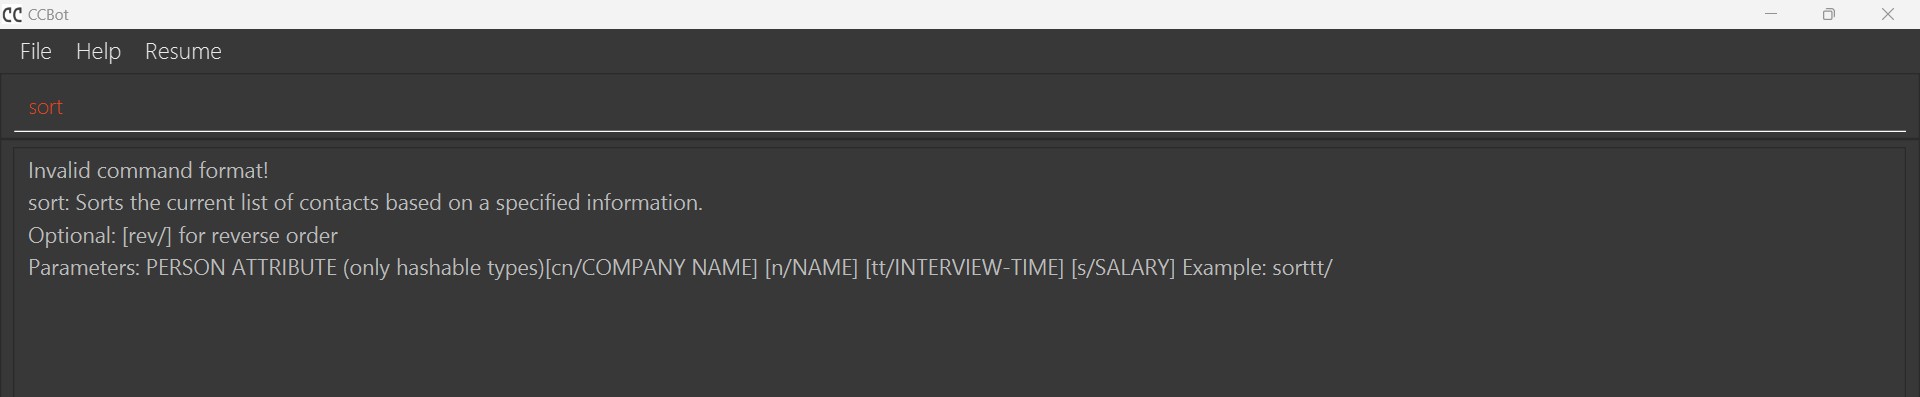 CC CCBot
File Help Resume
sort
Invalid command format!
sort: Sorts the current list of contacts based on a specified information.
Optional: [rev/] for reverse order
Parameters: PERSON ATTRIBUTE (only hashable types)[cn/COMPANY NAME] [n/NAME] [tt/INTERVIEW-TIME] [s/SALARY] Example: sorttt/